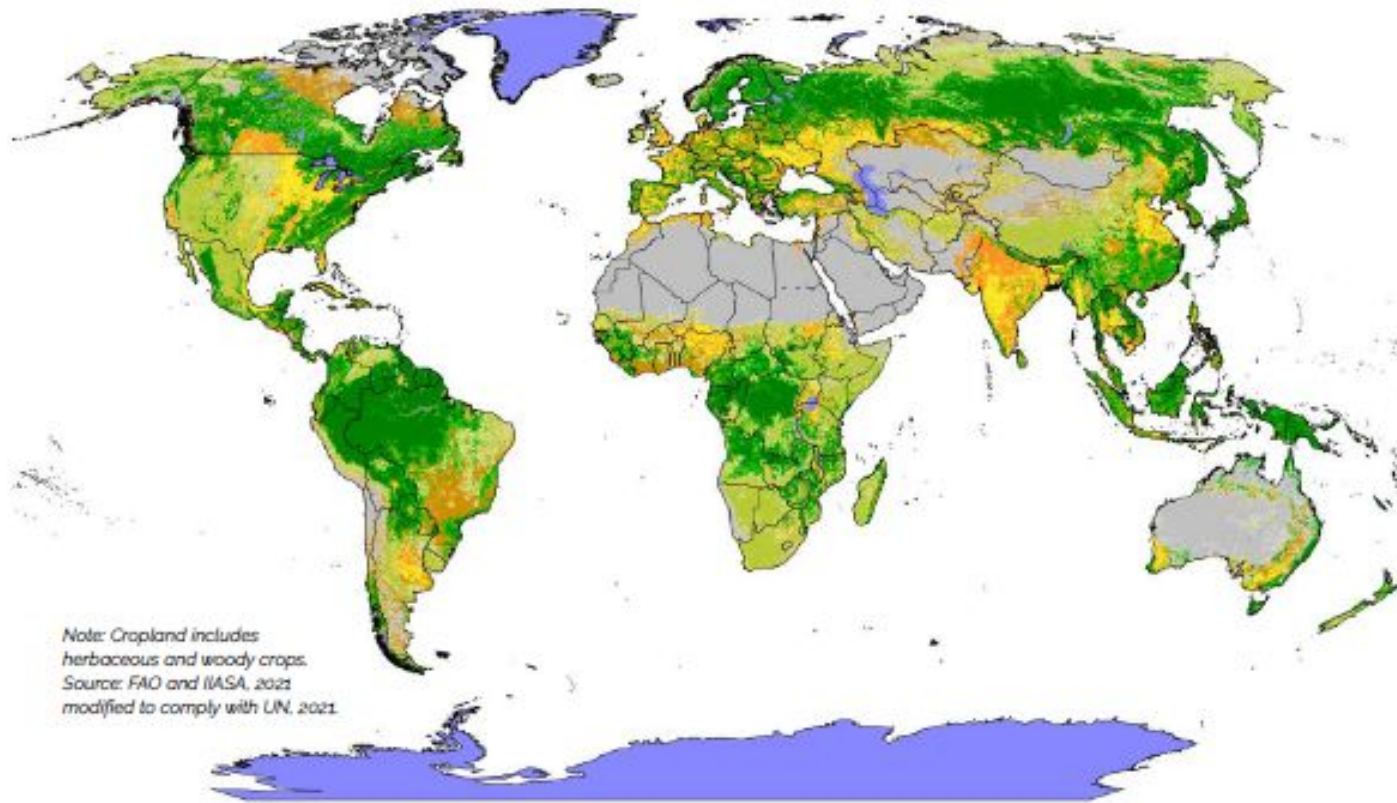 Note: Cropland includes
herbaceous and woody crops.
Source: FAO and IIASA, 2021
modified to comply with UN, 2021.